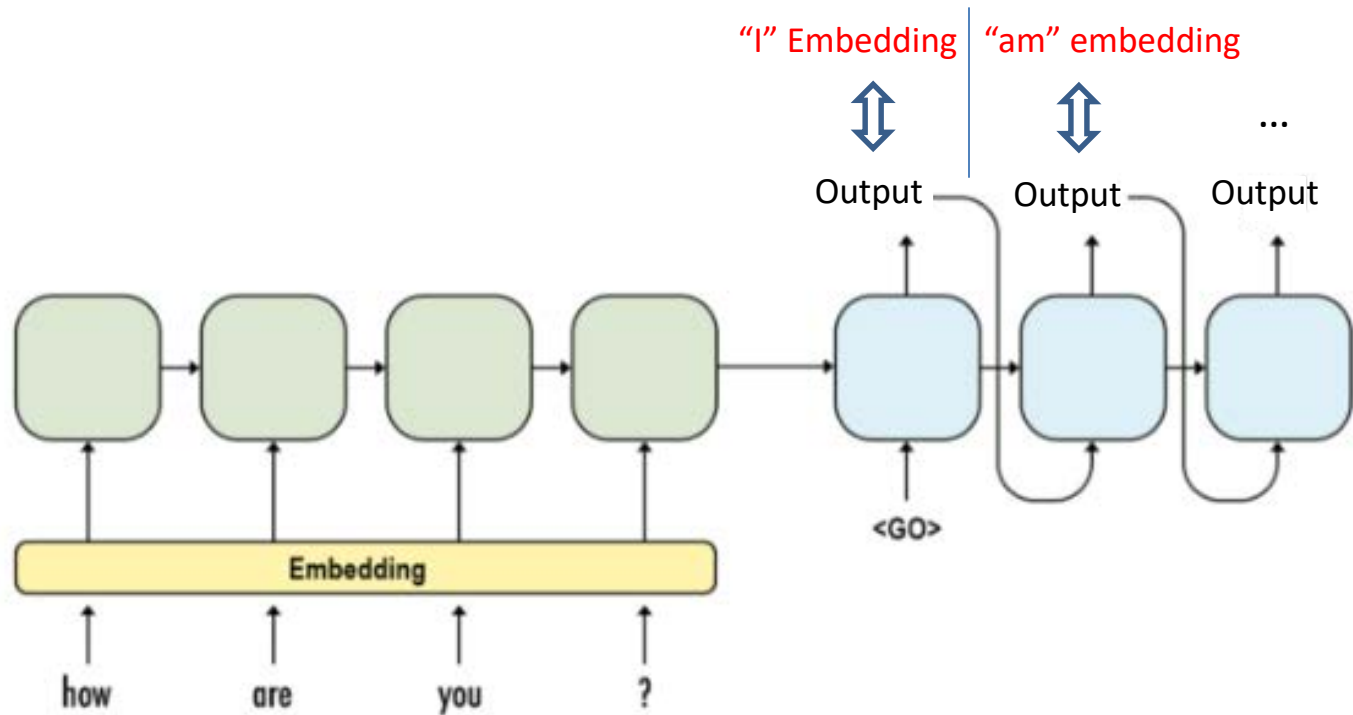 “I” Embedding
“am” embedding
...
Output
Output
Output
<GO>
Embedding
how
are
you
?